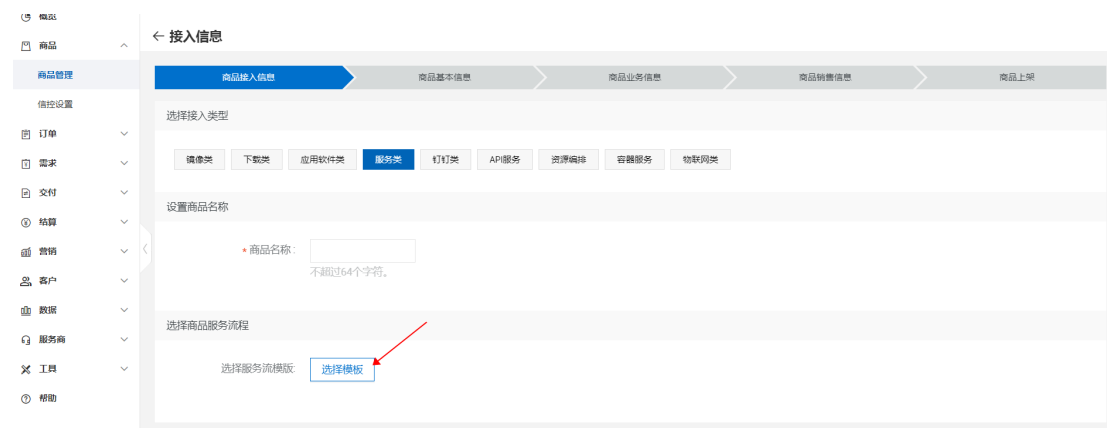 概览
商品
商品管理
信控设置
订单
需求
交付
结算
营销
客户
数据
服务商
工具
帮助
← 接入信息
商品接入信息 商品基本信息 商品业务信息 商品销售信息 商品上架
选择接入类型
镜像类 下载类 应用软件类 服务类 钉钉类 API服务 资源编排 容器服务 物联网类
设置商品名称
* 商品名称:
不超过64个字符。
选择商品服务流程
选择服务流模版: 选择模板